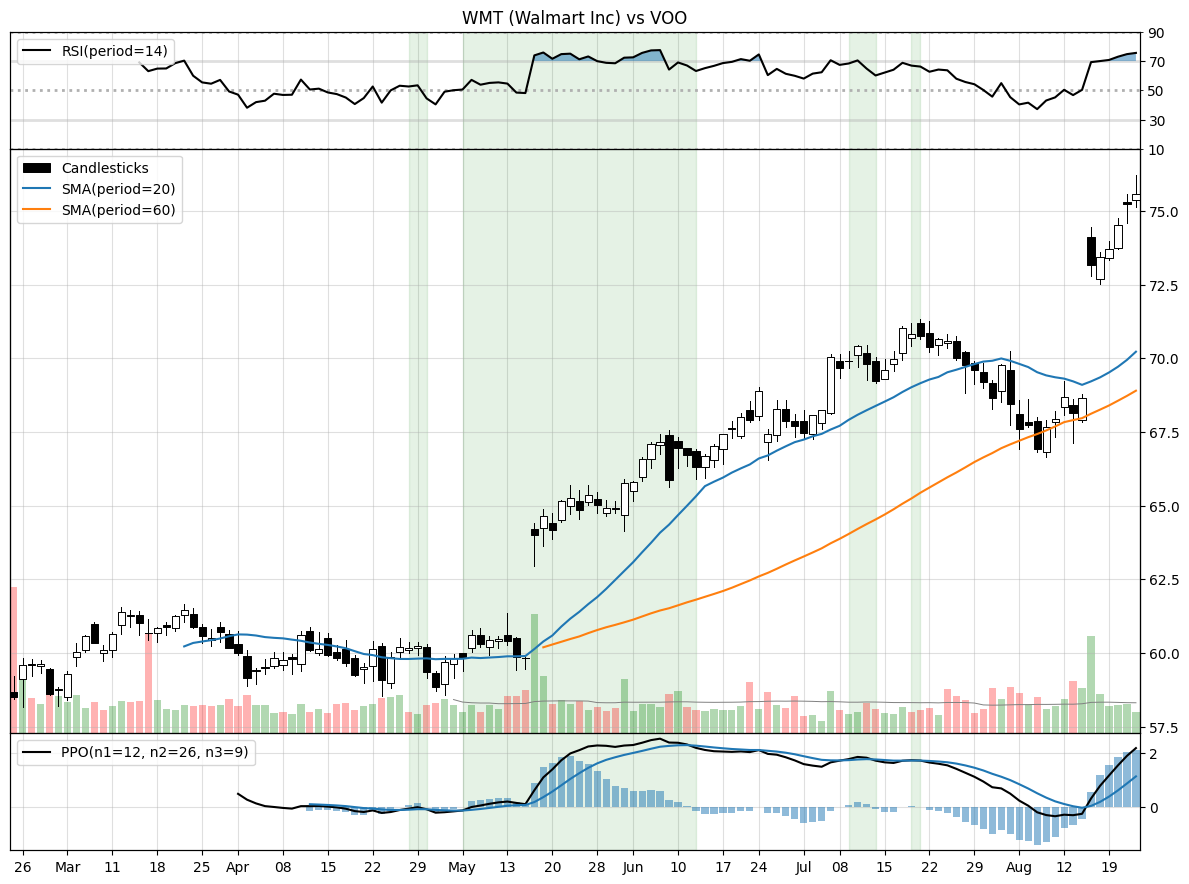 WMT (Walmart Inc) vs VOO
RSI(period=14)
90
70
50
30
10
Candlesticks
SMA(period=20)
SMA(period=60)
75.0
72.5
70.0
67.5
65.0
62.5
60.0
57.5
PPO(n1=12, n2=26, n3=9)
2
0
26 Mar 11 18 25 Apr 08 15 22 29 May 13 20 28 Jun 10 17 24 Jul 08 15 22 29 Aug 12 19